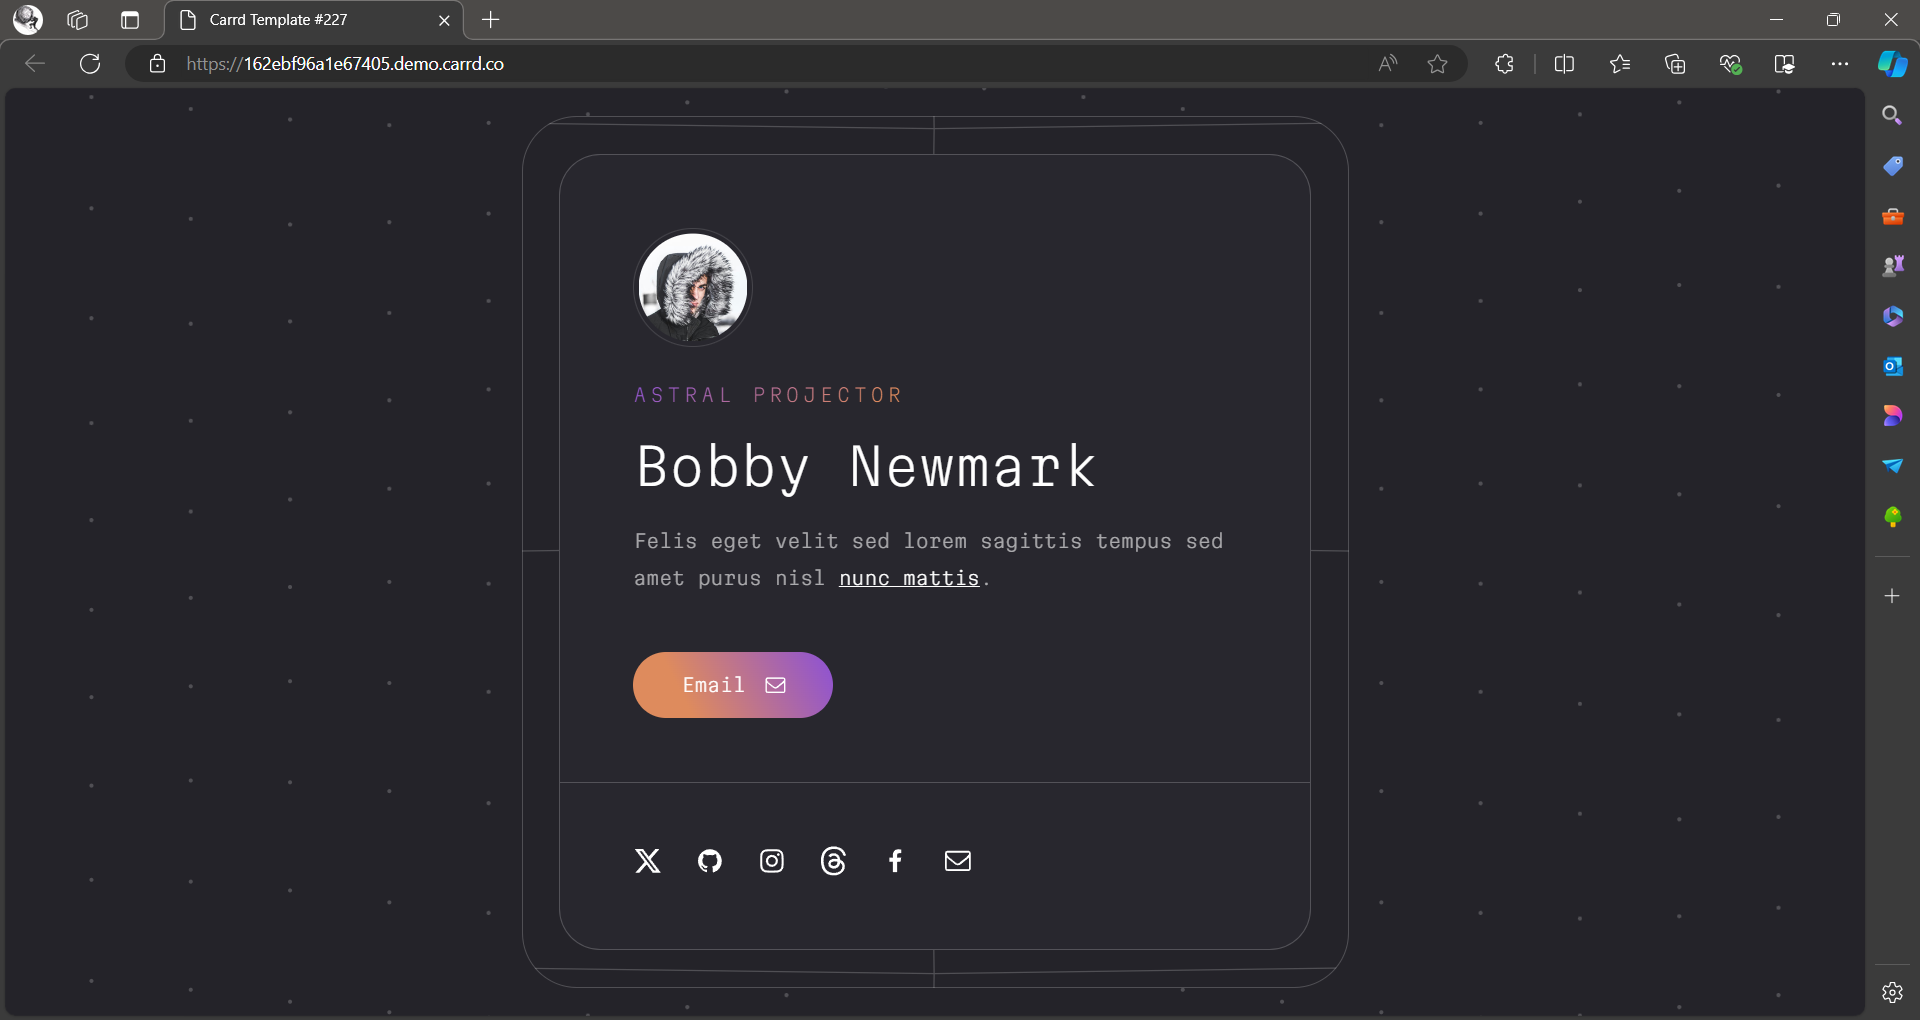 Carrd Template #227
https://162ebf96a1e67405.demo.carrd.co
ASTRAL PROJECTOR
Bobby Newmark
Felis eget velit sed lorem sagittis tempus sed
amet purus nisl nunc mattis.
Email